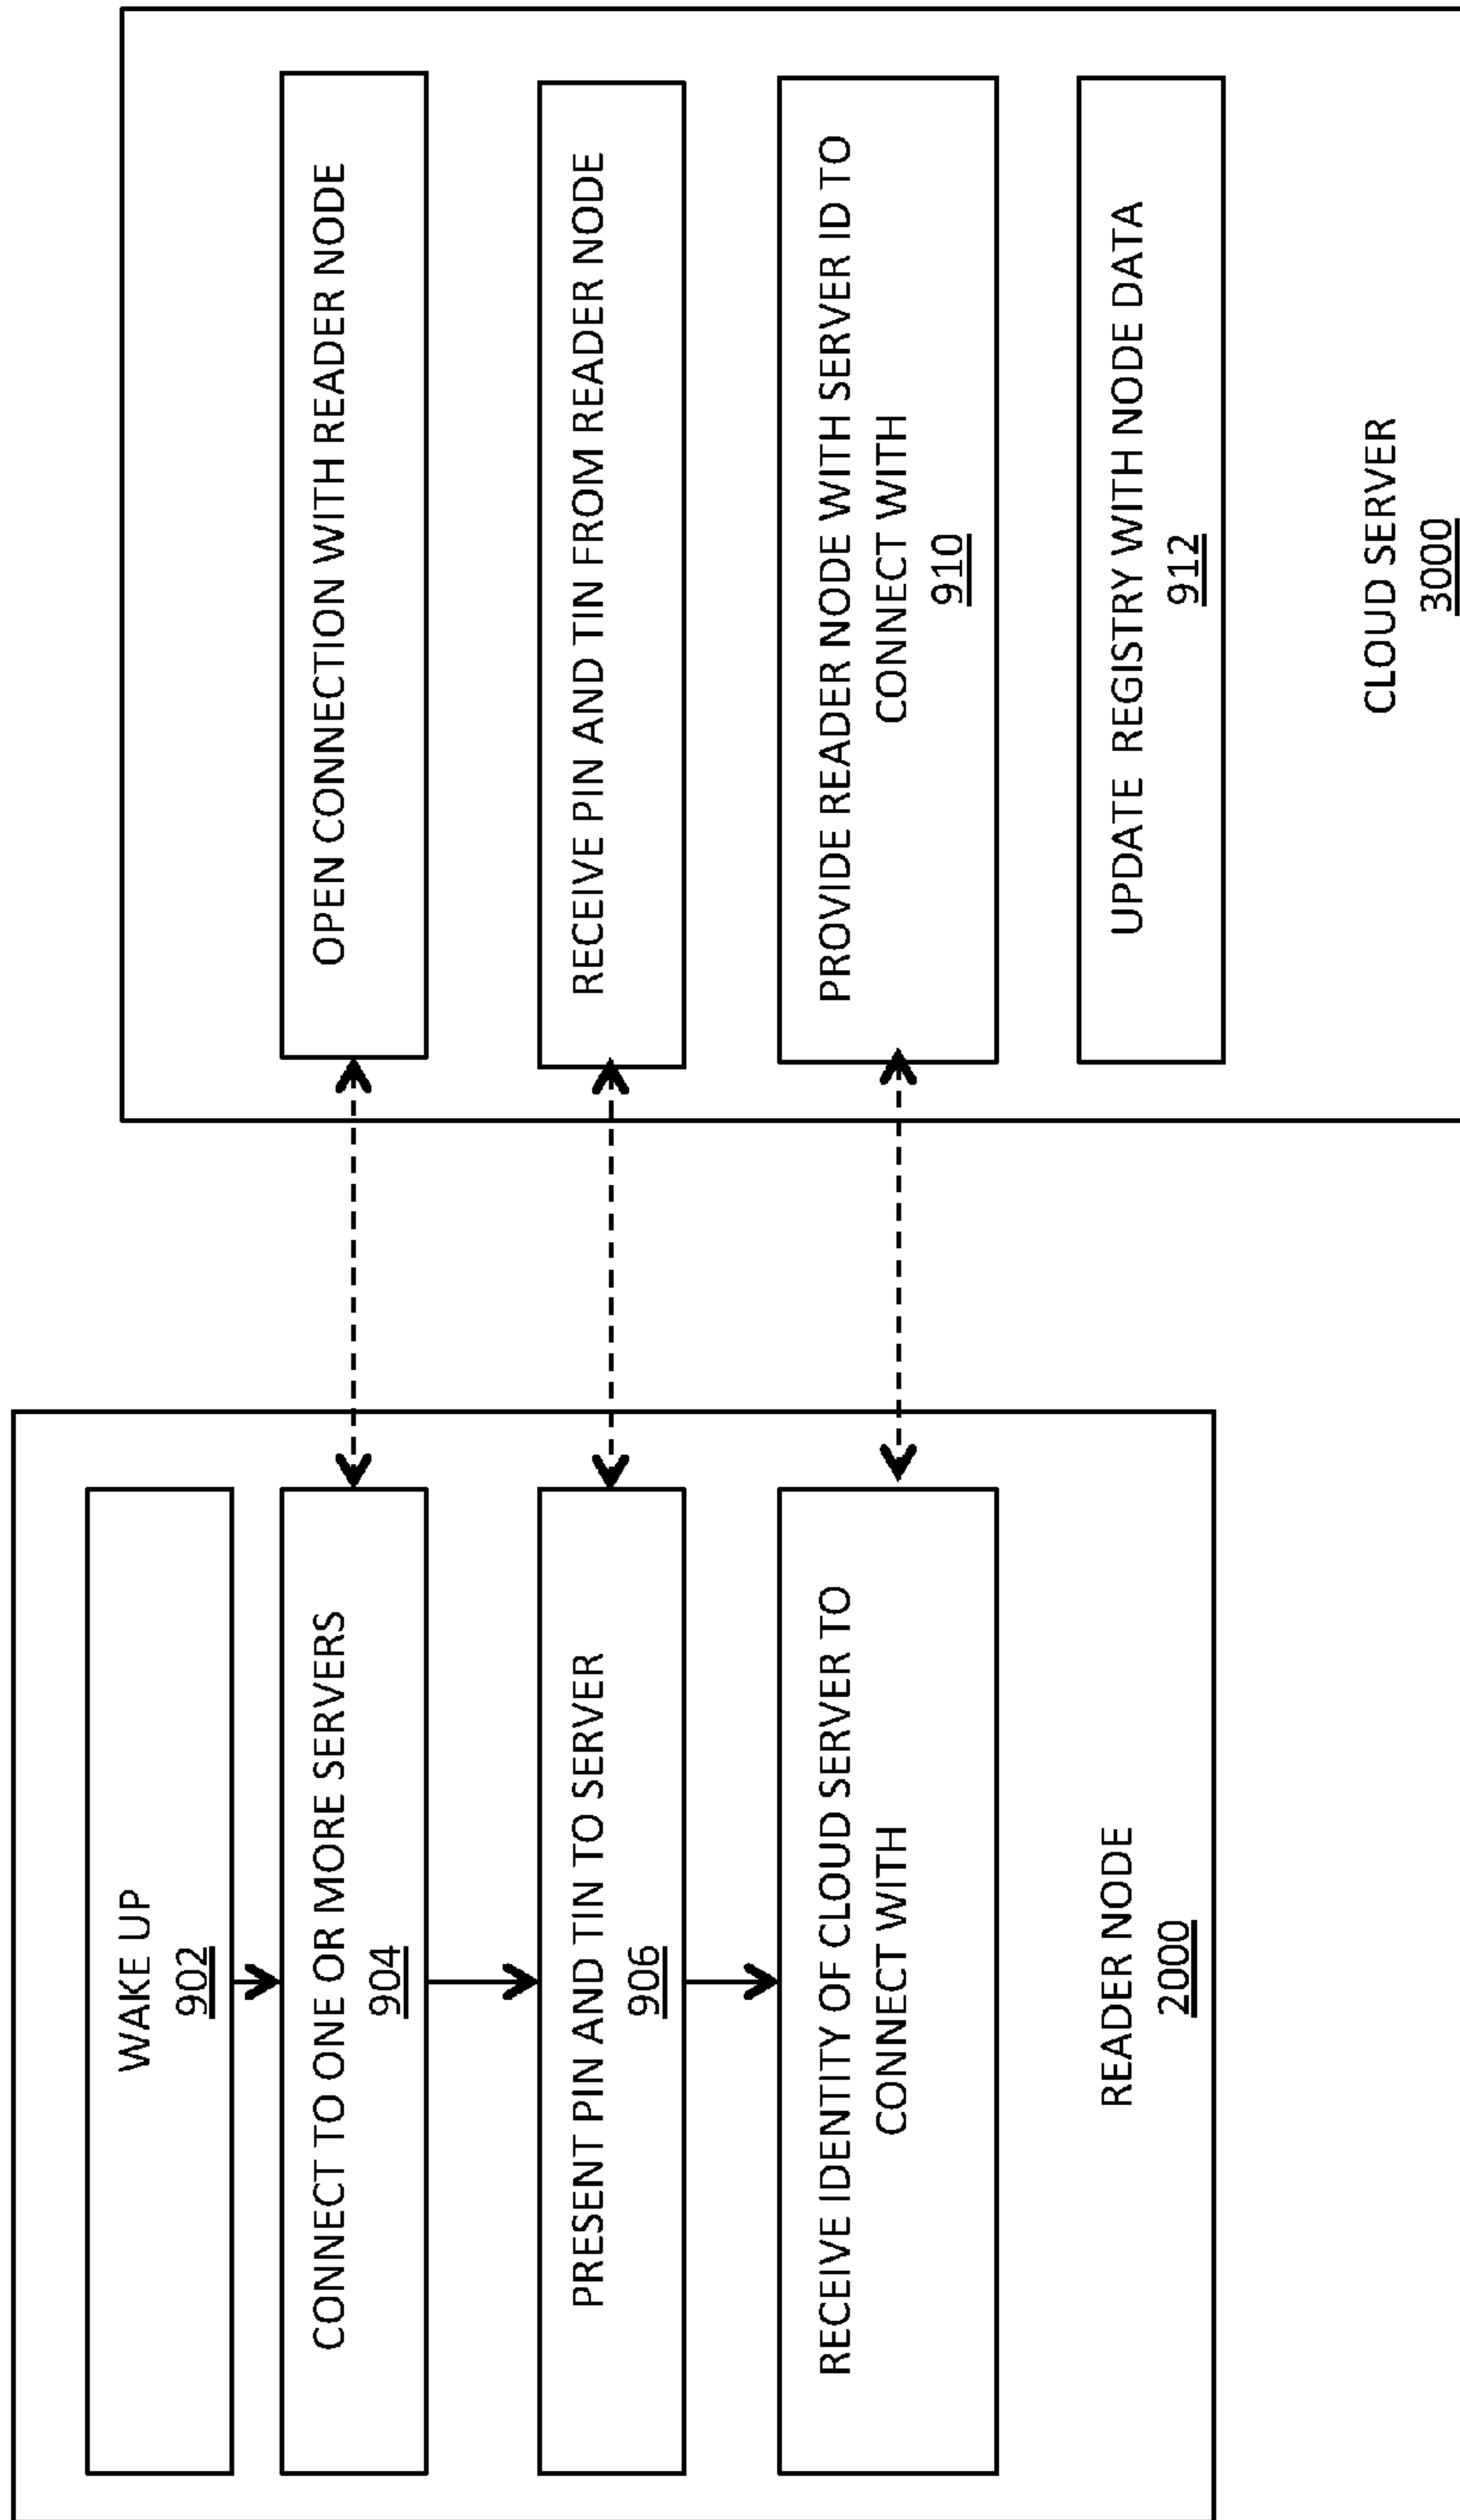 WAKE UP
902
CONNECT TO ONE OR MORE SERVERS
904
PRESENT PIN AND TIN TO SERVER
906
RECEIVE IDENTITY OF CLOUD SERVER TO
CONNECT WITH
READER NODE
2000
OPEN CONNECTION WITH READER NODE
RECEIVE PIN AND TIN FROM READER NODE
PROVIDE READER NODE WITH SERVER ID TO
CONNECT WITH
910
UPDATE REGISTRY WITH NODE DATA
912
CLOUD SERVER
3000